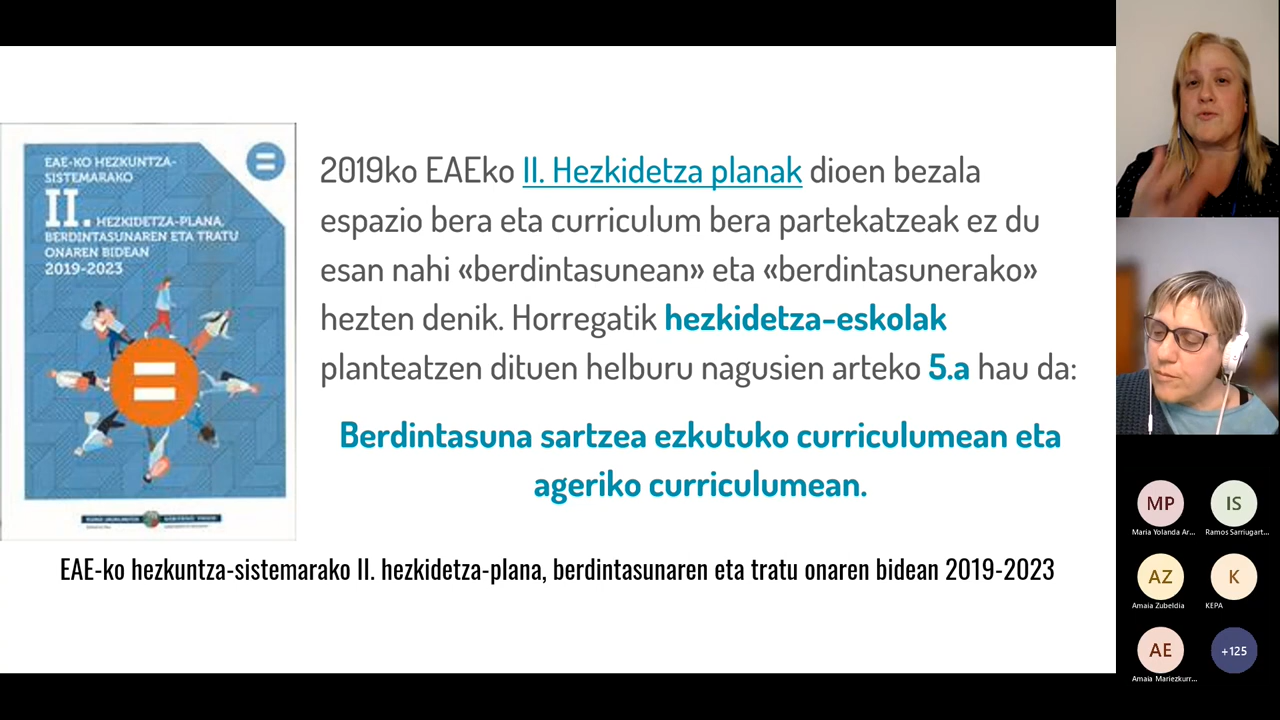 EAE-KO HEZKUNTZA-
SISTEMARAKO
II. HEZKIDETZA-PLANA,
BERDINTASUNAREN ETA TRATU
ONAREN BIDEAN
2019-2023
2019ko EAEko II. Hezkidetza planak dioen bezala
espazio bera eta curriculum bera partekatzeak ez du
esan nahi «berdintasunean» eta «berdintasunerako»
hezten denik. Horregatik hezkidetza-eskolak
planteatzen dituen helburu nagusien arteko 5.a hau da:
Berdintasuna sartzea ezkutuko curriculumean eta
ageriko curriculumean.
EAE-ko hezkuntza-sistemarako II. hezkidetza-plana, berdintasunaren eta tratu onaren bidean 2019-2023
MP
IS
Maria Yolanda Ar...
Ramos Sarriugart...
AZ
K
Amaia Zubeldia
KEPA
AE
+125
Amaia Mariezkurr...